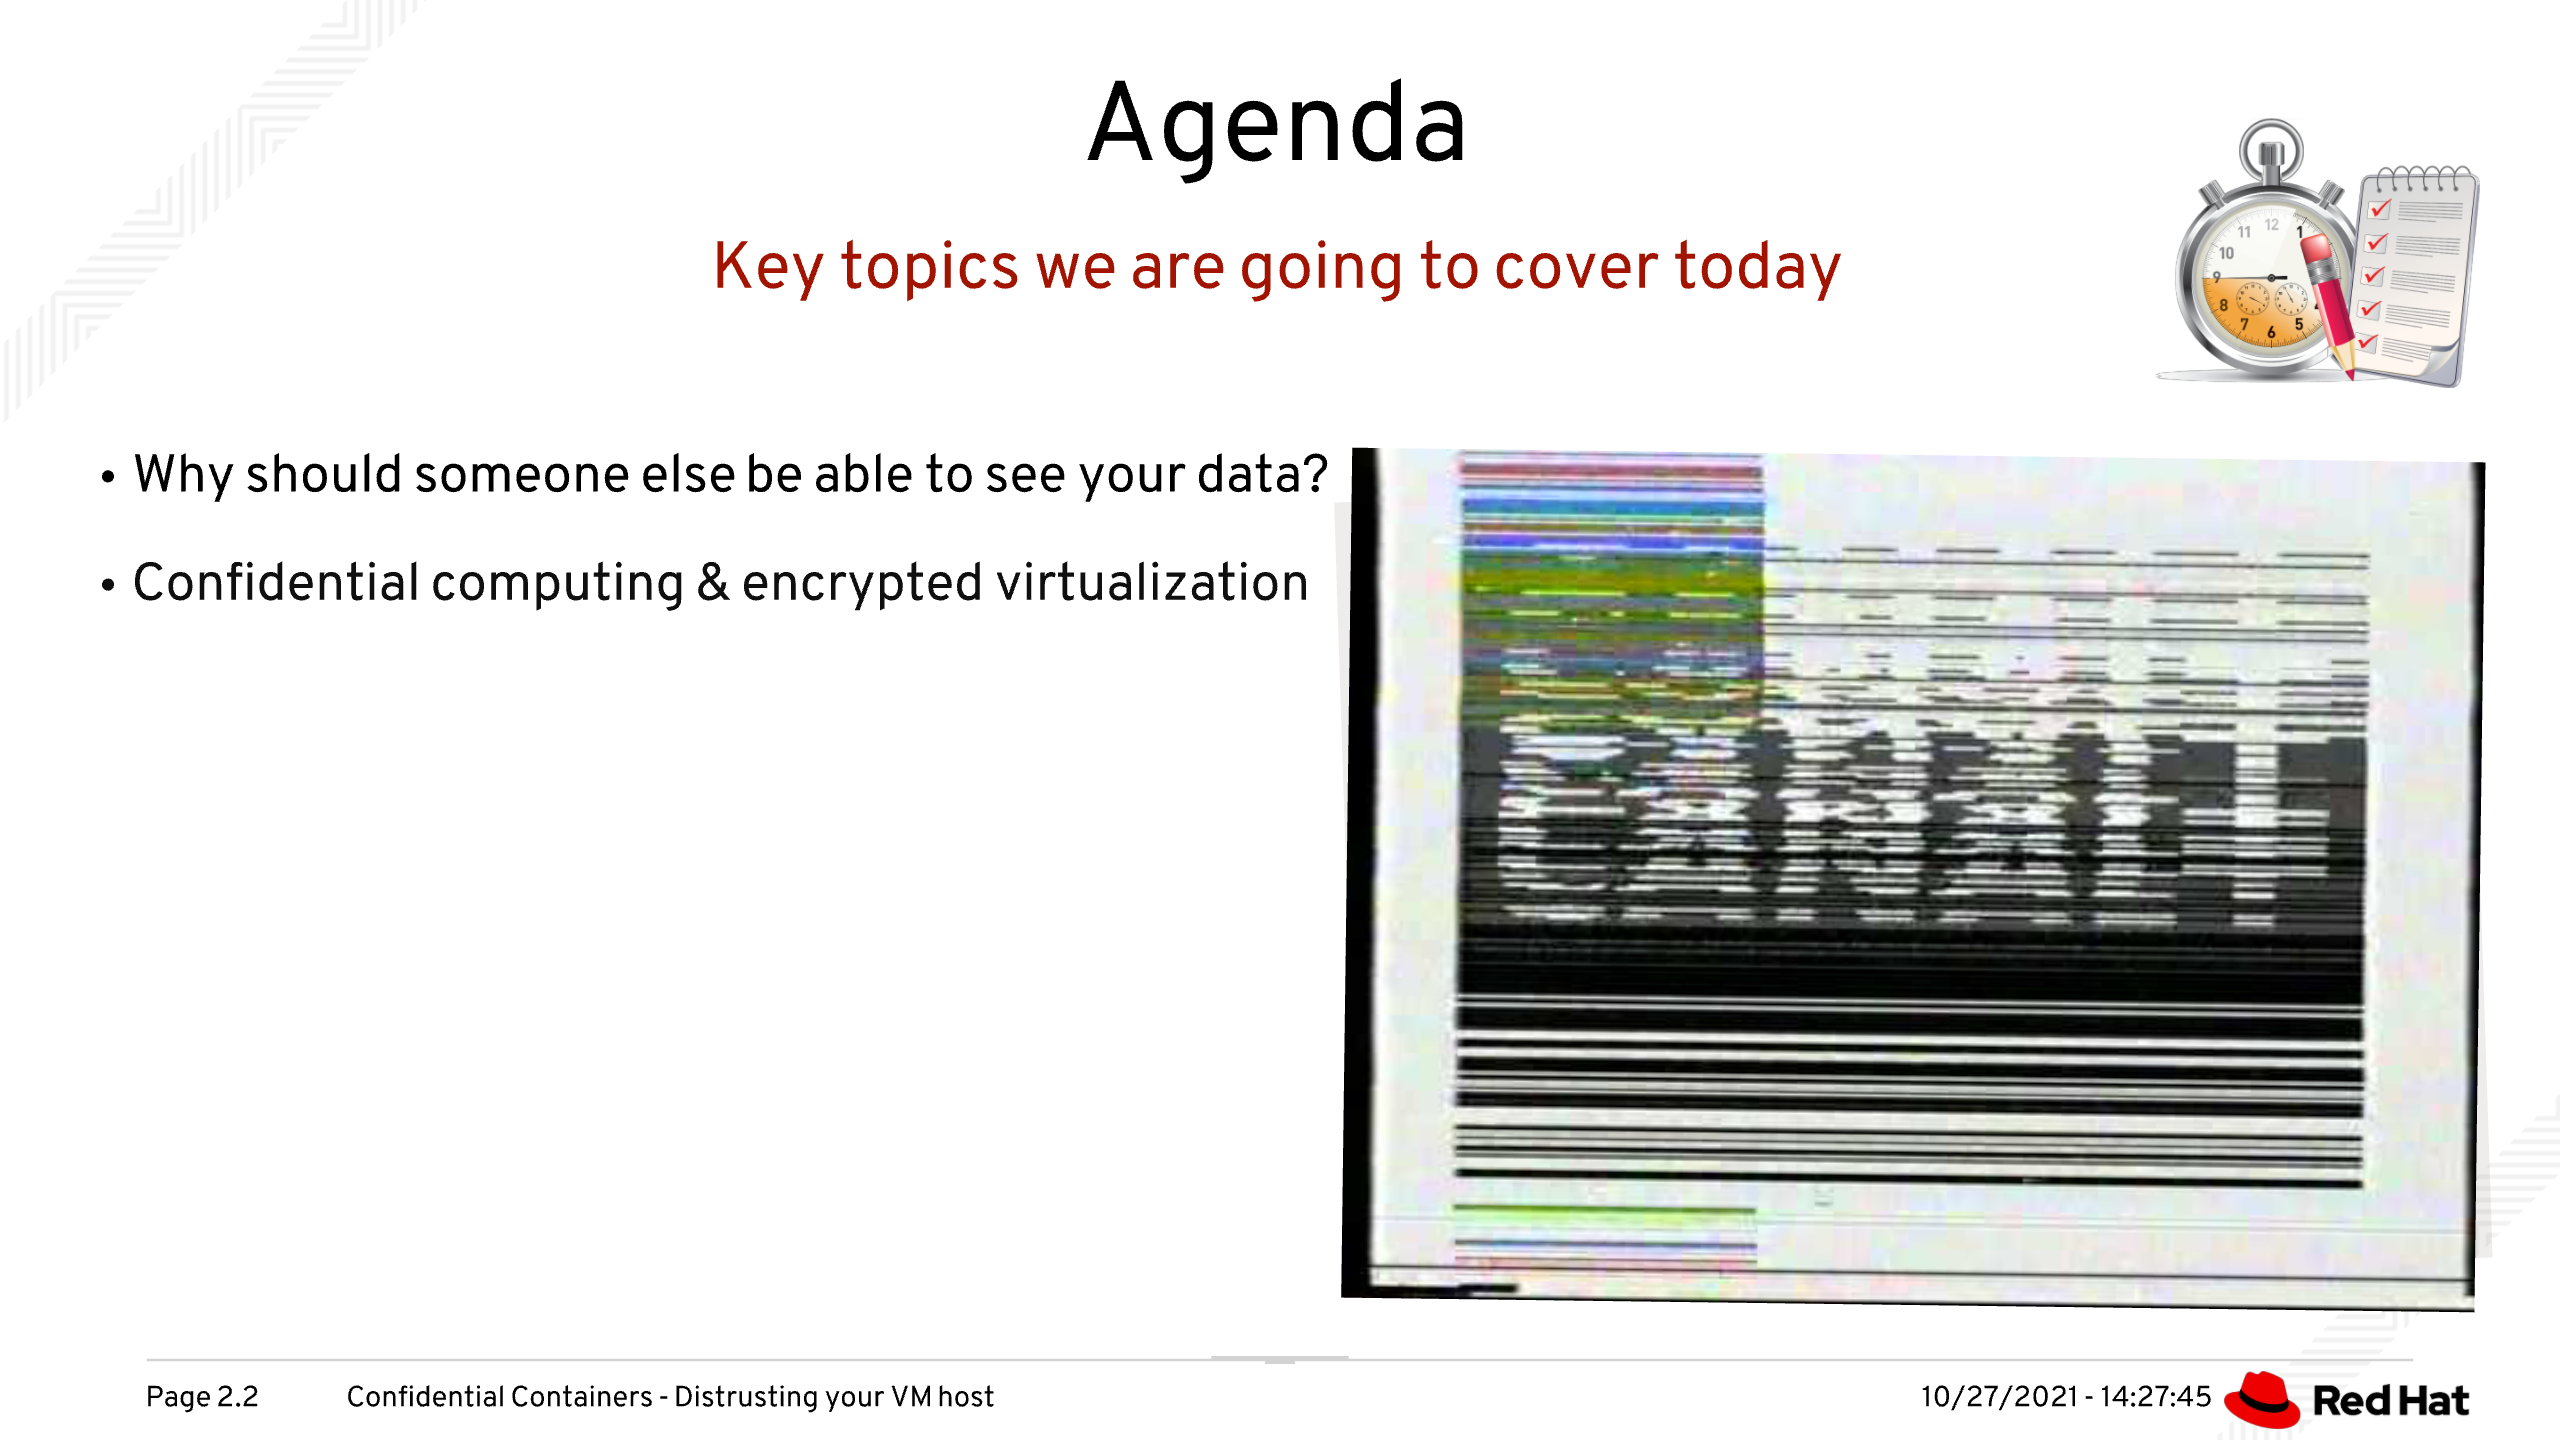 Agenda
Key topics we are going to cover today
• Why should someone else be able to see your data?
• Confidential computing & encrypted virtualization
12
11
1
10
9
8
7
6
5
Page 2.2 Confidential Containers - Distrusting your VM host 10/27/2021 - 14:27:45 Red Hat